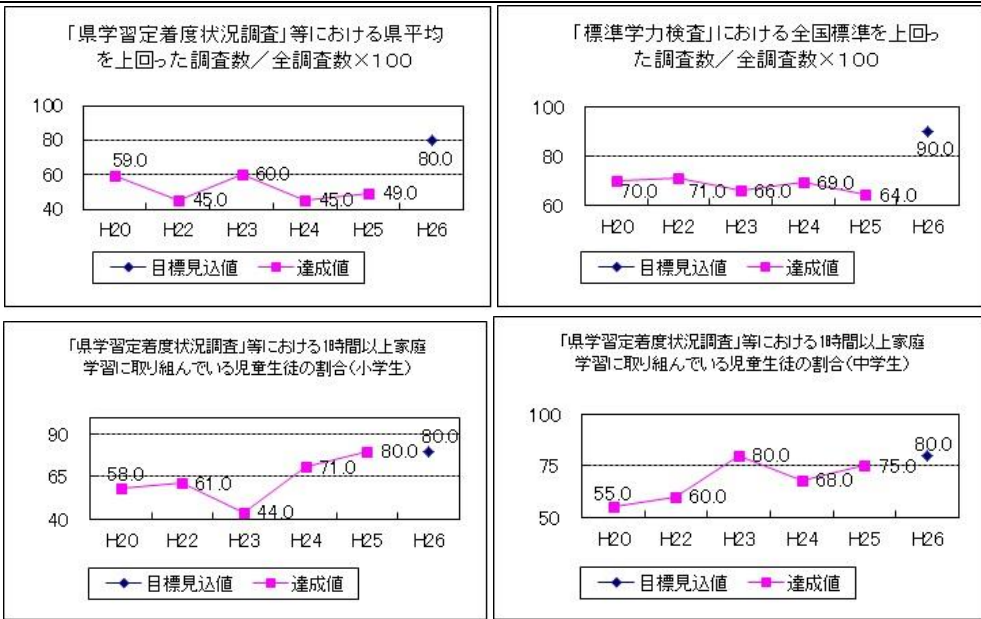 「県学習定着度状況調査」等における県平均
を上回った調査数/全調査数×100
100
80
60
40
59.0
45.0
60.0
45.0
49.0
80.0
H20 H22 H23 H24 H25 H26
目標見込値 達成値
「標準学力検査」における全国標準を上回っ
た調査数/全調査数×100
100
80
60
70.0
71.0
66.0
69.0
64.0
90.0
H20 H22 H23 H24 H25 H26
目標見込値 達成値
「県学習定着度状況調査」等における1時間以上家庭
学習に取り組んでいる児童生徒の割合(小学生)
90
65
40
58.0
61.0
44.0
71.0
80.0
80.0
H20 H22 H23 H24 H25 H26
目標見込値 達成値
「県学習定着度状況調査」等における1時間以上家庭
学習に取り組んでいる児童生徒の割合(中学生)
100
75
50
55.0
60.0
80.0
68.0
75.0
80.0
H20 H22 H23 H24 H25 H26
目標見込値 達成値